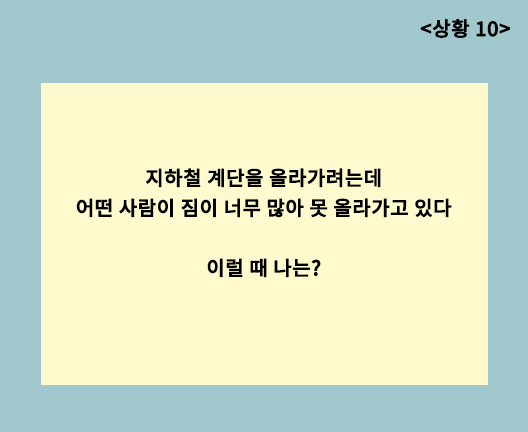 <상황 10>
지하철 계단을 올라가려는데
어떤 사람이 짐이 너무 많아 못 올라가고 있다
이럴 때 나는?